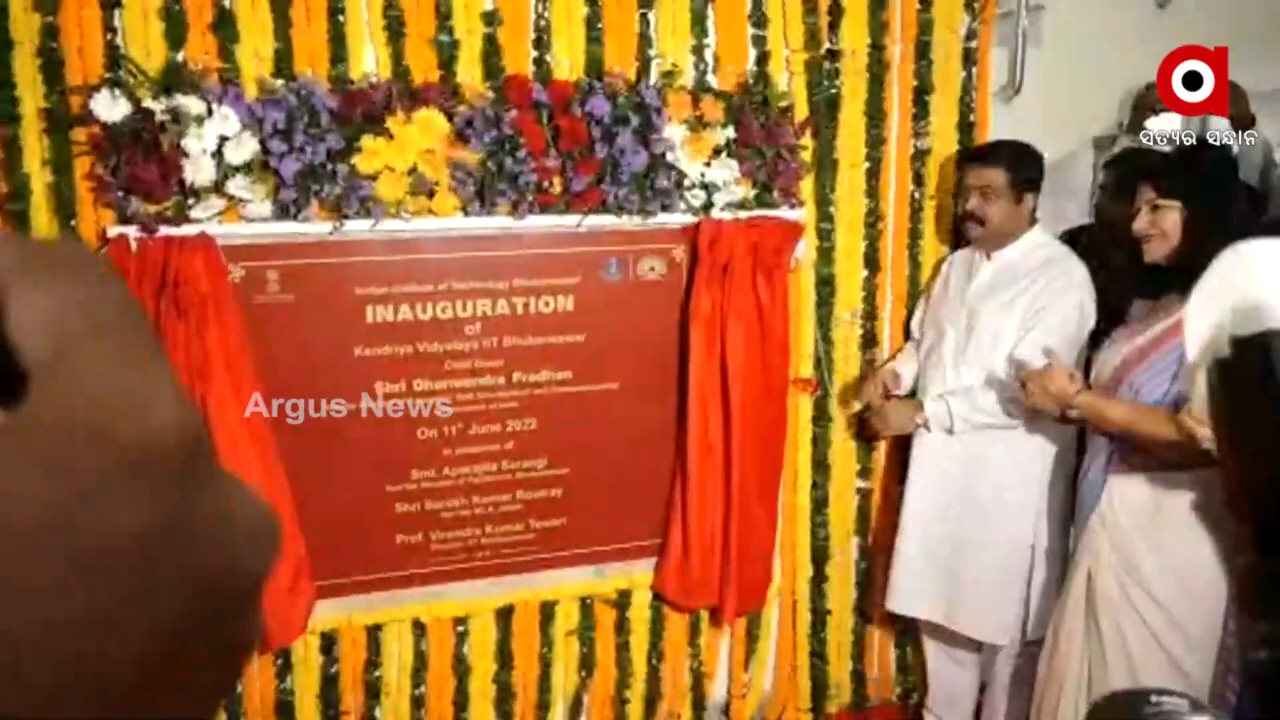 ସତ୍ୟର ସନ୍ଧାନ
Indian Institute of Technology Bhubaneswar
INAUGURATION
of
Kendriya Vidyalaya IIT Bhubaneswar
Chief Guest
Shri Dharmendra Pradhan
Argus News
On 11th June 2022
in presence of
Smt. Aparajita Sarangi
Shri Suresh Kumar Routray
Prof. Virendra Kumar Tewari